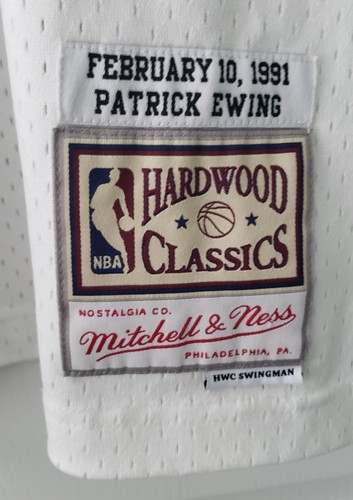 FEBRUARY 10, 1991
PATRICK EWING
HARDWOOD
NBA
CLASSICS
NOSTALGIA CO.
Mitchell & Ness
PHILADELPHIA, PA.
HWC SWINGMAN